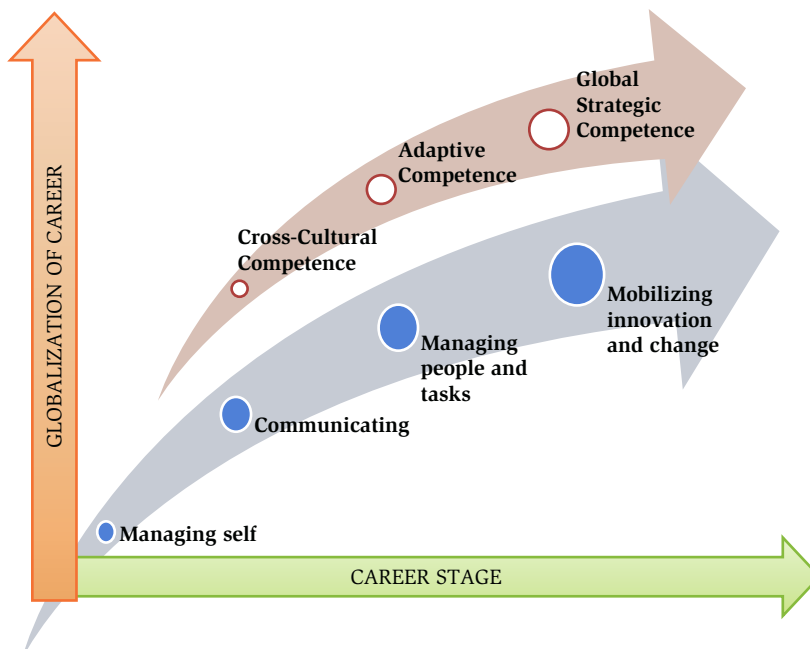 Global
Strategic
Competence
Adaptive
Competence
Cross-Cultural
Competence
Mobilizing
innovation
and change
Managing
people and
tasks
Communicating
Managing self
GLOBALIZATION OF CAREER
CAREER STAGE